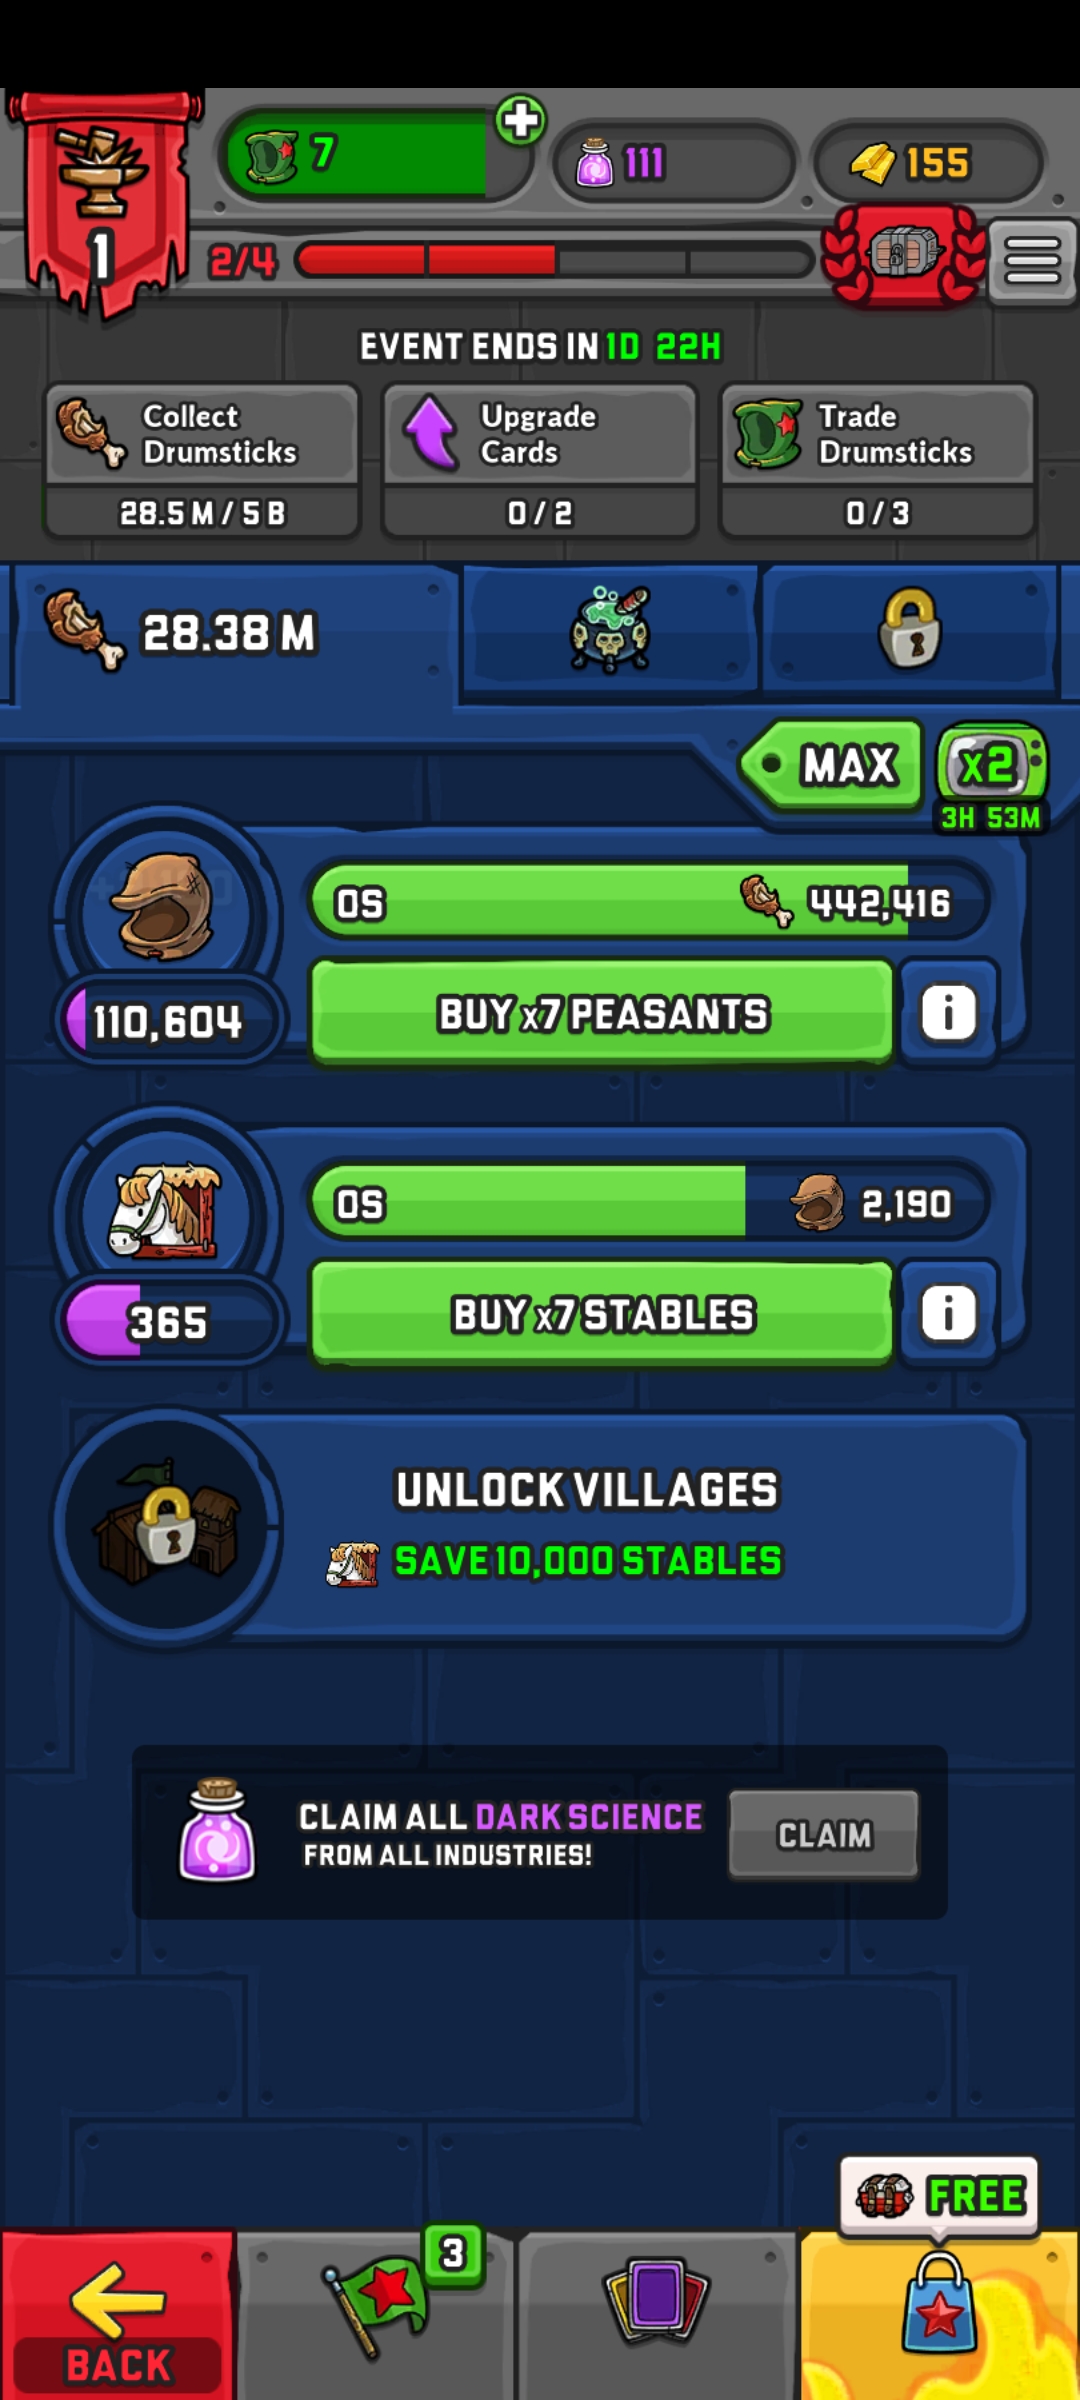 7
111
155
1
2/4
EVENT ENDS IN 1D 22H
Collect
Drumsticks
28.5 M / 5 B
Upgrade
Cards
0 / 2
Trade
Drumsticks
0 / 3
28.38 M
MAX
x2
3H 53M
0S
442,416
110,604
BUY x7 PEASANTS
i
0S
2,190
365
BUY x7 STABLES
i
UNLOCK VILLAGES
SAVE 10,000 STABLES
CLAIM ALL DARK SCIENCE
FROM ALL INDUSTRIES!
CLAIM
FREE
3
BACK